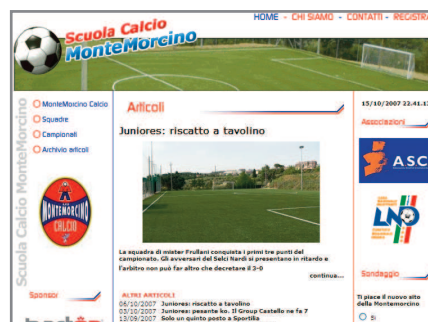 HOME - CHI SIAMO - CONTATTI - REGISTRA
Scuola Calcio
MonteMorcino
Scuola Calcio MonteMorcino
MonteMorcino Calcio
Squadre
Campionati
Archivio articoli
MONTEMORCINO
CALCIO
Sponsor
Articoli
Juniores: riscatto a tavolino
La squadra di mister Frullani conquista i primi tre punti del
campionato. Gli avversari del Selci Nardi si presentano in ritardo e
l'arbitro non può far altro che decretare il 3-0
continua...
ALTRI ARTICOLI
06/10/2007 Juniores: riscatto a tavolino
03/10/2007 Juniores: pesante ko. Il Group Castello ne fa 7
13/09/2007 Solo un quinto posto a Sportilia
15/10/2007 22.41.1
Associazioni
ASC
LND
Sondaggio
Ti piace il nuovo sito
della Montemorcino
Si